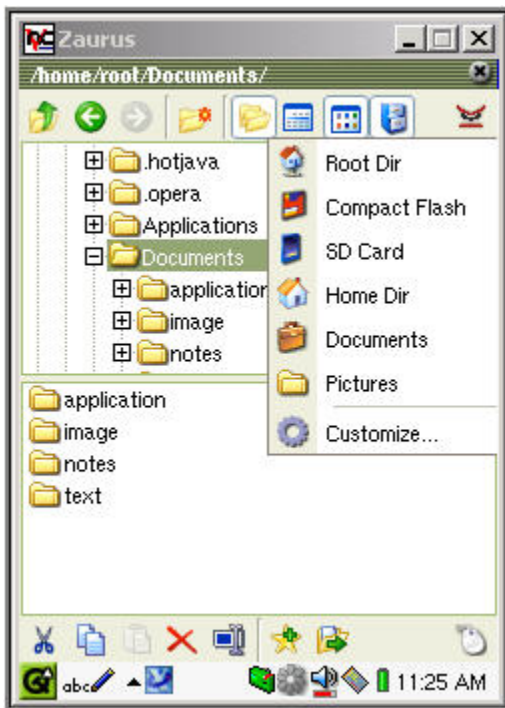 Zaurus
/home/root/Documents/
.hotjava
.opera
Applications
Documents
application
image
notes
Root Dir
Compact Flash
SD Card
Home Dir
Documents
Pictures
Customize...
application
image
notes
text
abc
11:25 AM